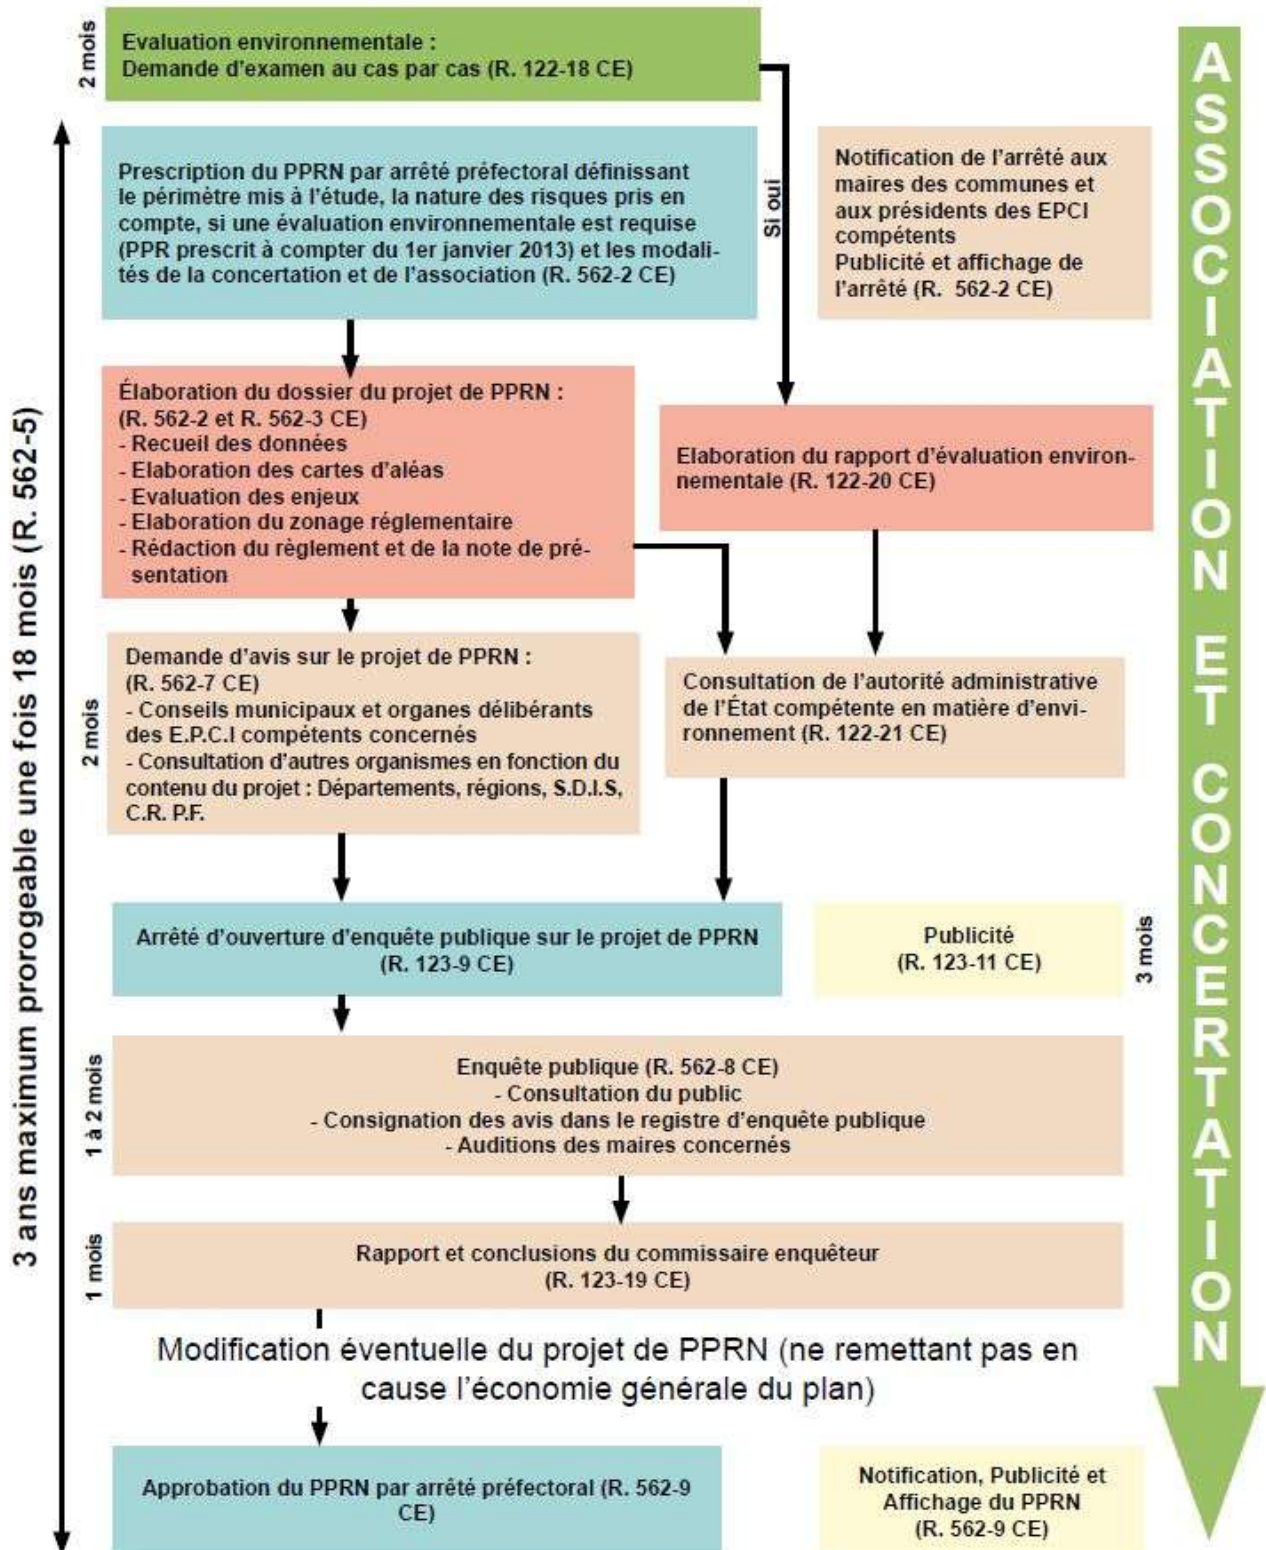 2 mois
Evaluation environnementale :
Demande d'examen au cas par cas (R. 122-18 CE)
3 ans maximum prorogeable une fois 18 mois (R. 562-5)
Prescription du PPRN par arrêté préfectoral définissant
le périmètre mis à l'étude, la nature des risques pris en
compte, si une évaluation environnementale est requise
(PPR prescrit à compter du 1er janvier 2013) et les modali-
tés de la concertation et de l'association (R. 562-2 CE)
Si oui
Notification de l'arrêté aux
maires des communes et
aux présidents des EPCI
compétents
Publicité et affichage de
l'arrêté (R. 562-2 CE)
Élaboration du dossier du projet de PPRN :
(R. 562-2 et R. 562-3 CE)
- Recueil des données
- Elaboration des cartes d'aléas
- Evaluation des enjeux
- Elaboration du zonage réglementaire
- Rédaction du règlement et de la note de pré-
sentation
Elaboration du rapport d'évaluation environ-
nementale (R. 122-20 CE)
2 mois
Demande d'avis sur le projet de PPRN :
(R. 562-7 CE)
- Conseils municipaux et organes délibérants
des E.P.C.I compétents concernés
- Consultation d'autres organismes en fonction du
contenu du projet : Départements, régions, S.D.I.S,
C.R. P.F.
Consultation de l'autorité administrative
de l'État compétente en matière d'envi-
ronnement (R. 122-21 CE)
Arrêté d'ouverture d'enquête publique sur le projet de PPRN
(R. 123-9 CE)
Publicité
(R. 123-11 CE)
3 mois
1 à 2 mois
Enquête publique (R. 562-8 CE)
- Consultation du public
- Consignation des avis dans le registre d'enquête publique
- Auditions des maires concernés
1 mois
Rapport et conclusions du commissaire enquêteur
(R. 123-19 CE)
Modification éventuelle du projet de PPRN (ne remettant pas en
cause l'économie générale du plan)
Approbation du PPRN par arrêté préfectoral (R. 562-9
CE)
Notification, Publicité et
Affichage du PPRN
(R. 562-9 CE)
ASSOCIATION ET CONCERTATION